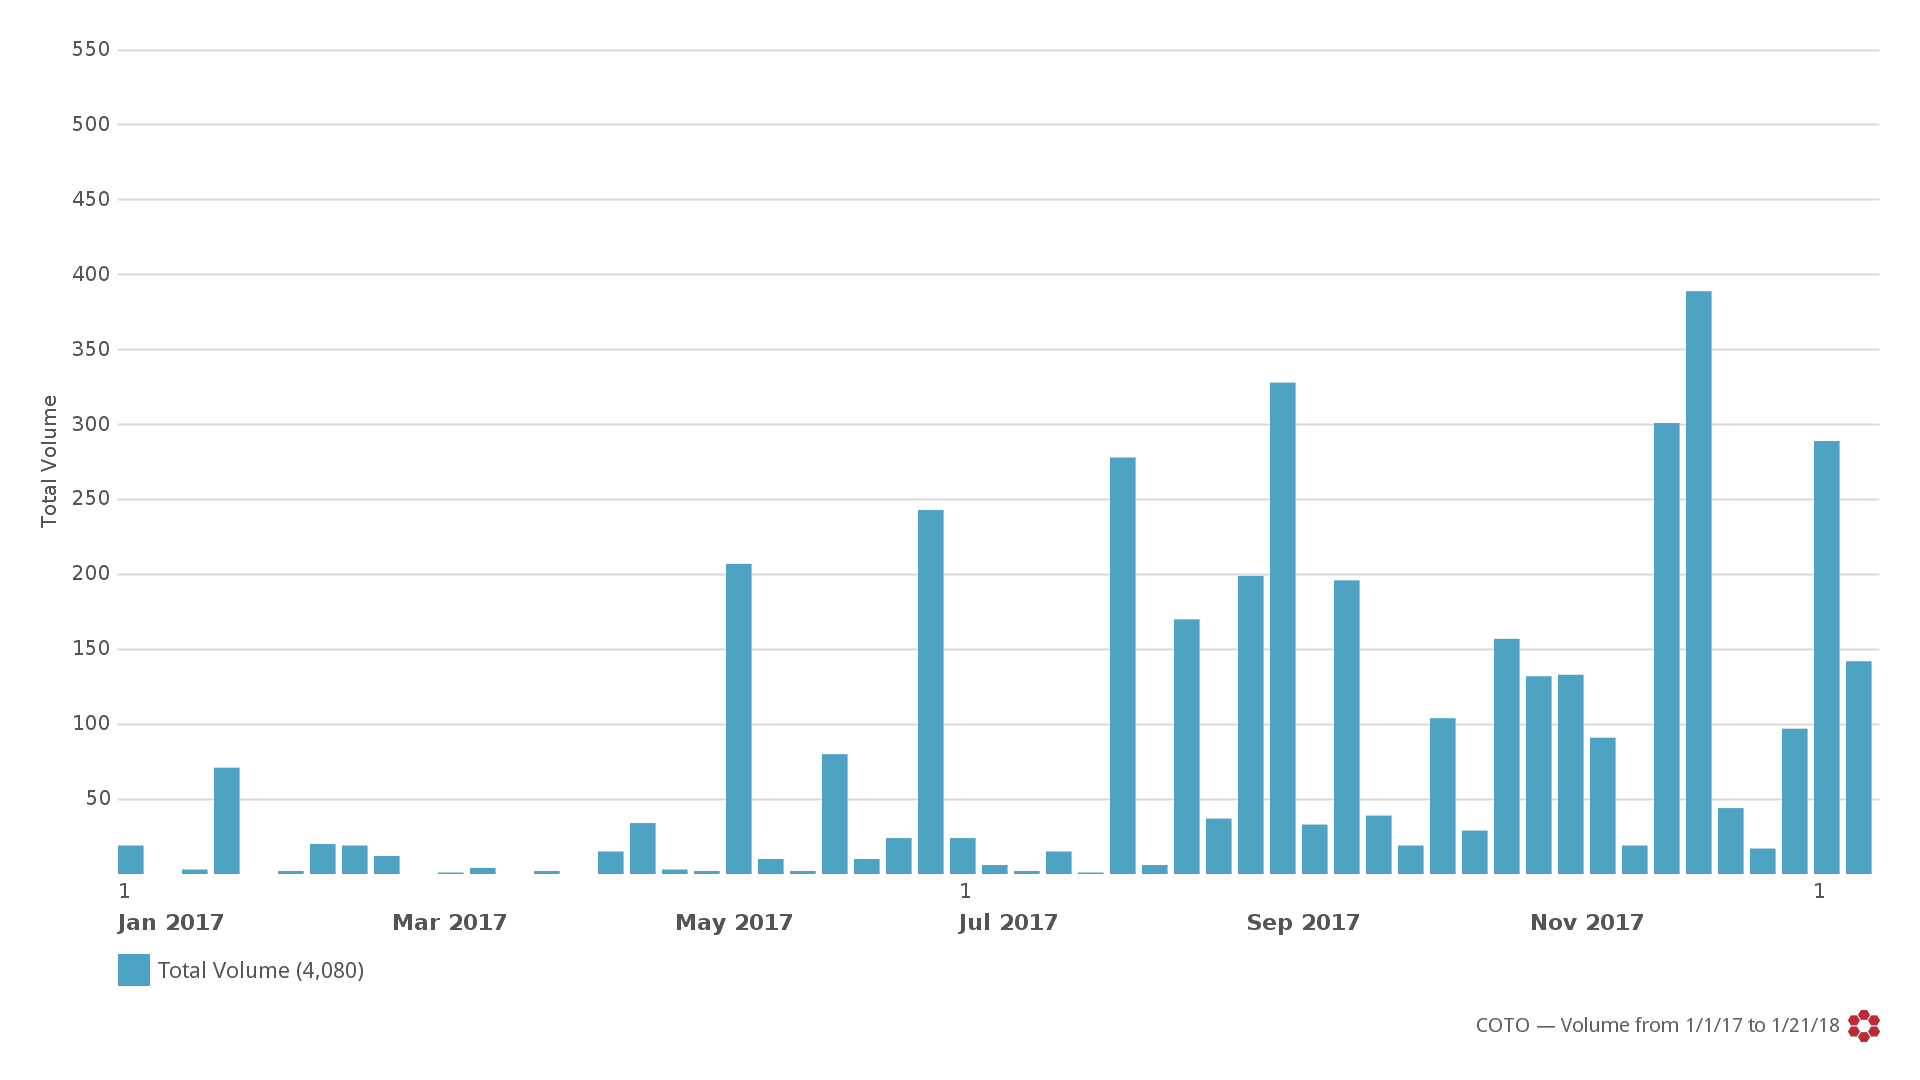 550
500
450
400
350
300
250
200
150
100
50
Total Volume
1 1 1
Jan 2017 Mar 2017 May 2017 Jul 2017 Sep 2017 Nov 2017
Total Volume (4,080)
COTO — Volume from 1/1/17 to 1/21/18